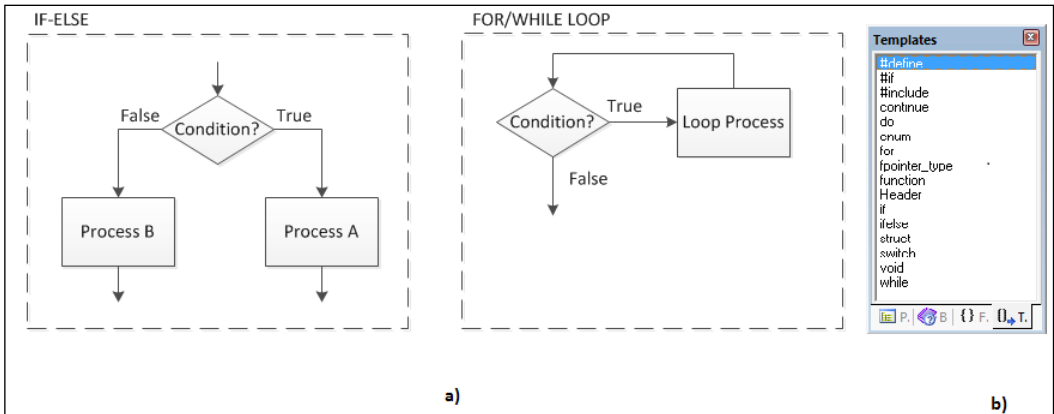 IF-ELSE
False
True
Condition?
Process B
Process A
FOR/WHILE LOOP
Condition?
True
Loop Process
False
a)
Templates
#define
#if
#include
continue
do
enum
for
fpointer_type
function
Header
if
ifelse
struct
switch
void
while
P. B {} F. T.
b)